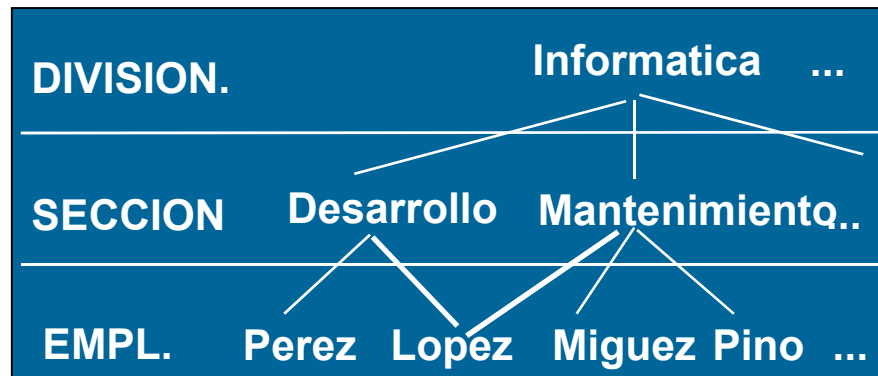 DIVISION. Informatica ...
SECCION Desarrollo Mantenimiento...
EMPL. Perez Lopez Miguez Pino ...